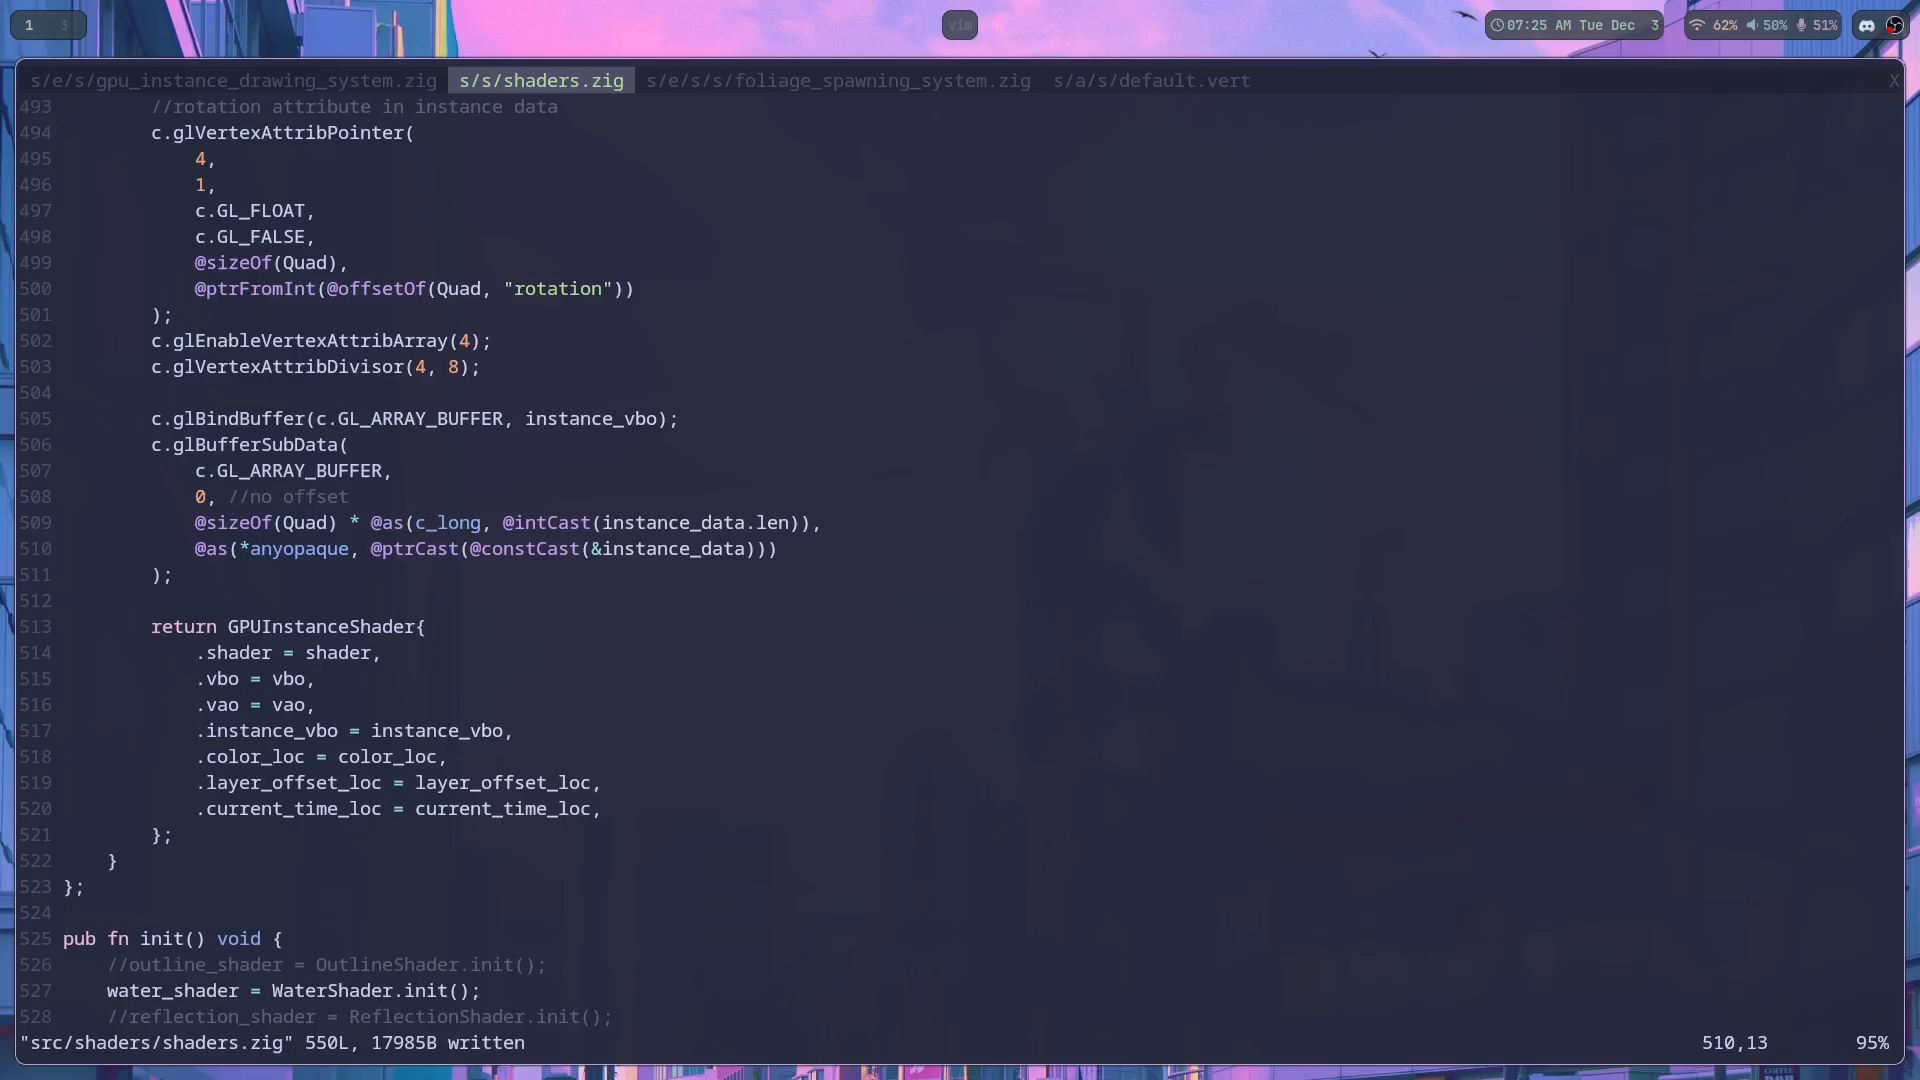 1 3
vim
07:25 AM Tue Dec 3
62% 50% 51%
s/e/s/gpu_instance_drawing_system.zig s/s/shaders.zig s/e/s/s/foliage_spawning_system.zig s/a/s/default.vert X
493 //rotation attribute in instance data
494 c.glVertexAttribPointer(
495 4,
496 1,
497 c.GL_FLOAT,
498 c.GL_FALSE,
499 @sizeOf(Quad),
500 @ptrFromInt(@offsetOf(Quad, "rotation"))
501 );
502 c.glEnableVertexAttribArray(4);
503 c.glVertexAttribDivisor(4, 8);
504
505 c.glBindBuffer(c.GL_ARRAY_BUFFER, instance_vbo);
506 c.glBufferSubData(
507 c.GL_ARRAY_BUFFER,
508 0, //no offset
509 @sizeOf(Quad) * @as(c_long, @intCast(instance_data.len)),
510 @as(*anyopaque, @ptrCast(@constCast(&instance_data)))
511 );
512
513 return GPUInstanceShader{
514 .shader = shader,
515 .vbo = vbo,
516 .vao = vao,
517 .instance_vbo = instance_vbo,
518 .color_loc = color_loc,
519 .layer_offset_loc = layer_offset_loc,
520 .current_time_loc = current_time_loc,
521 };
522 }
523 };
524
525 pub fn init() void {
526 //outline_shader = OutlineShader.init();
527 water_shader = WaterShader.init();
528 //reflection_shader = ReflectionShader.init();
"src/shaders/shaders.zig" 550L, 17985B written 510,13 95%